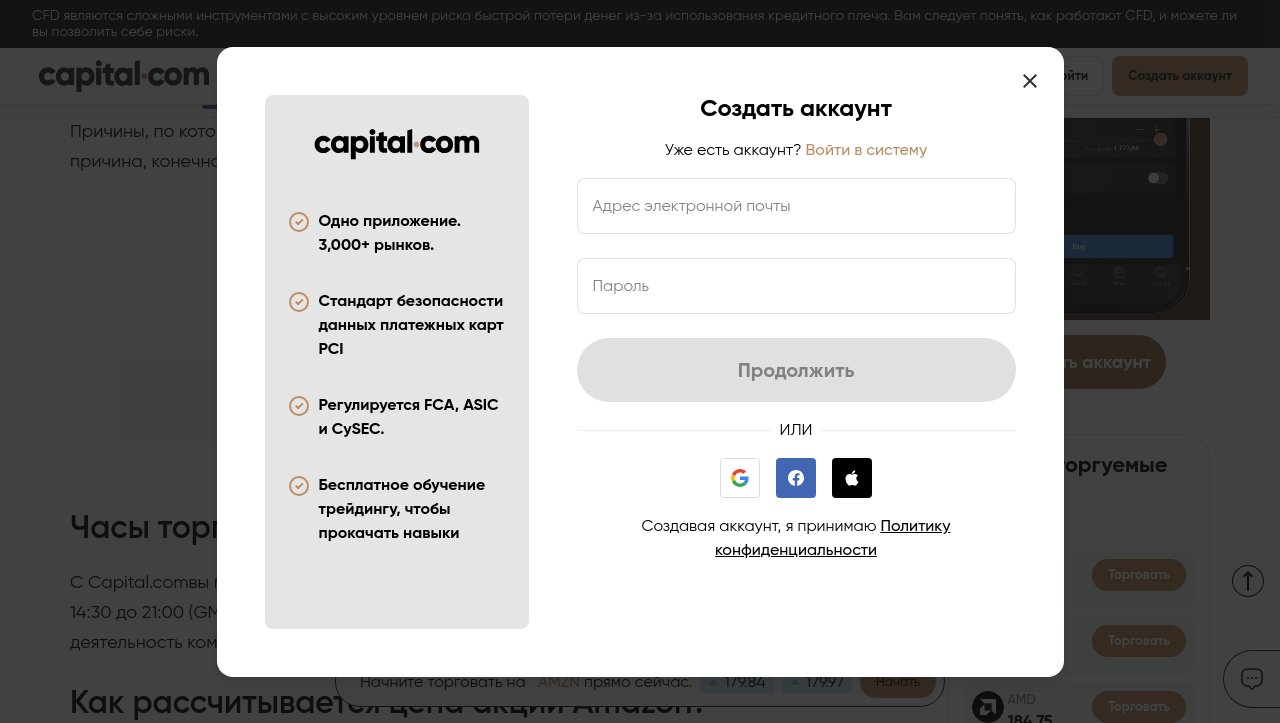 CFD являются сложными инструментами с высоким уровнем риска быстрой потери денег из-за использования кредитного плеча. Вам следует понять, как работают CFD, и можете ли
вы позволить себе риски.
capital.com
ойти
Создать аккаунт
Причины, по кото
причина, конечно
1 779,68
Buy
Создать аккаунт
Уже есть аккаунт? Войти в систему
Адрес электронной почты
Пароль
Продолжить
ИЛИ
Создавая аккаунт, я принимаю Политику
конфиденциальности
capital.com
Одно приложение.
3,000+ рынков.
Стандарт безопасности
данных платежных карт
PCI
Регулируется FCA, ASIC
и CySEC.
Бесплатное обучение
трейдингу, чтобы
прокачать навыки
ть аккаунт
торгуемые
Часы торг
С Capital.comвы м
14:30 до 21:00 (GM
деятельность ком
Торговать
Торговать
Торговать
AMD
184.75
Начните торговать на AMZN прямо сейчас.
179.84
179.97
Начать
Как рассчитывается цена акций Amazon?